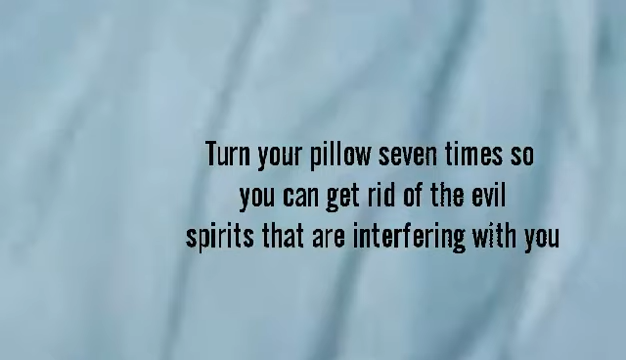 Turn your pillow seven times so
you can get rid of the evil
spirits that are interfering with you